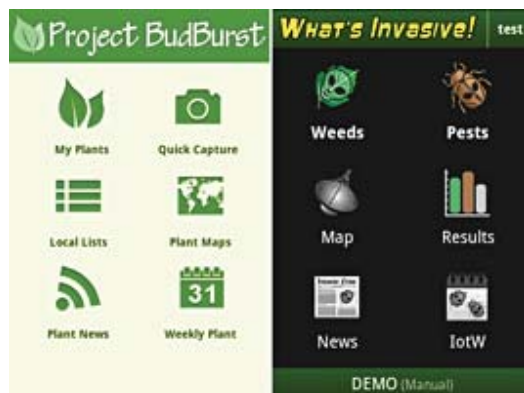 Project BudBurst
My Plants Quick Capture
Local Lists Plant Maps
31
Plant News Weekly Plant
WHAT'S INVASIVE! test
Weeds Pests
Map Results
News IotW
DEMO (Manual)